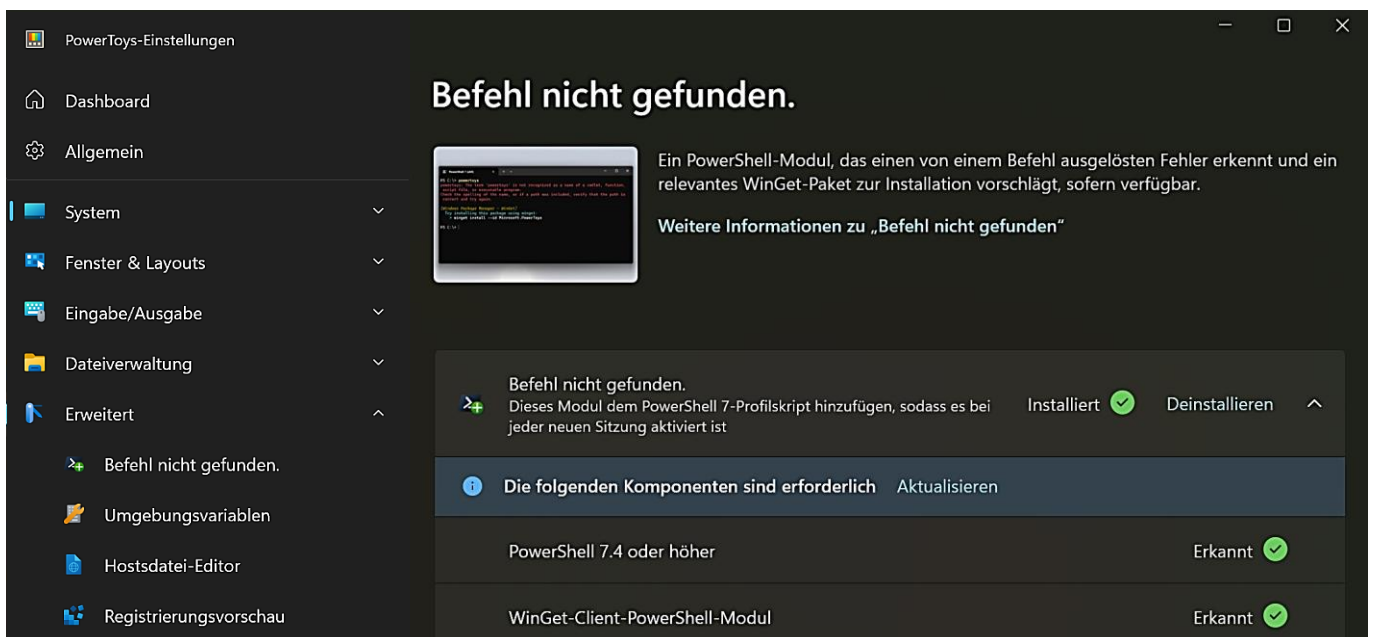 PowerToys-Einstellungen
Dashboard
Allgemein
System
Fenster & Layouts
Eingabe/Ausgabe
Dateiverwaltung
Erweitert
Befehl nicht gefunden.
Umgebungsvariablen
Hostsdatei-Editor
Registrierungsvorschau
Befehl nicht gefunden.
Ein PowerShell-Modul, das einen von einem Befehl ausgelösten Fehler erkennt und ein
relevantes WinGet-Paket zur Installation vorschlägt, sofern verfügbar.
Weitere Informationen zu „Befehl nicht gefunden“
Befehl nicht gefunden.
Dieses Modul dem PowerShell 7-Profilskript hinzufügen, sodass es bei
jeder neuen Sitzung aktiviert ist
Installiert
Deinstallieren
Die folgenden Komponenten sind erforderlich Aktualisieren
PowerShell 7.4 oder höher Erkannt
WinGet-Client-PowerShell-Modul Erkannt